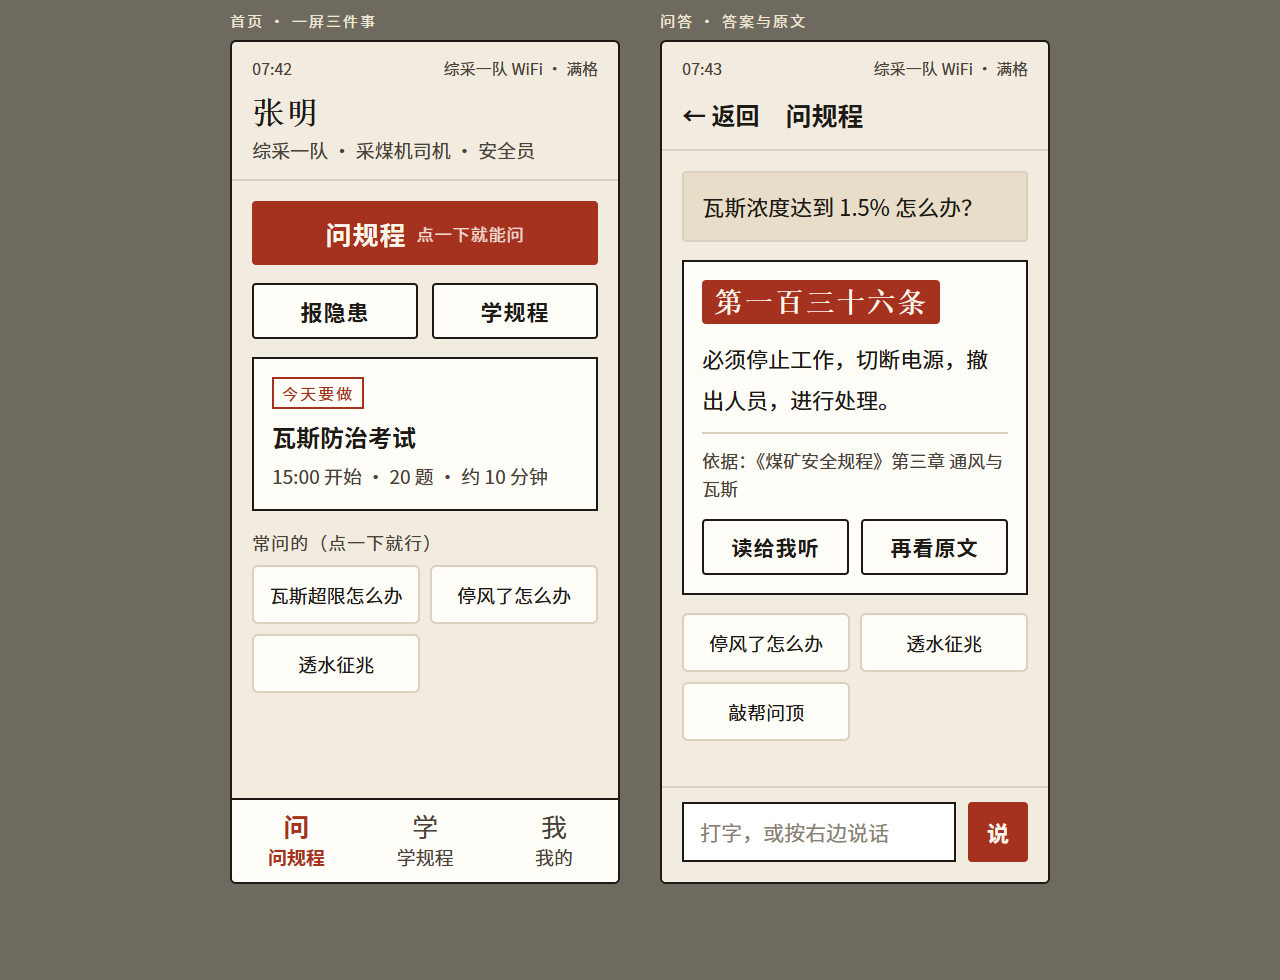 首页 · 一屏三件事
07:42
综采一队 WiFi · 满格
张明
综采一队 · 采煤机司机 · 安全员
问规程 点一下就能问
报隐患
学规程
今天要做
瓦斯防治考试
15:00 开始 · 20 题 · 约 10 分钟
常问的（点一下就行）
瓦斯超限怎么办
停风了怎么办
透水征兆
问
问规程
学
学规程
我
我的
问答 · 答案与原文
07:43
综采一队 WiFi · 满格
← 返回
问规程
瓦斯浓度达到 1.5% 怎么办？
第一百三十六条
必须停止工作，切断电源，撤
出人员，进行处理。
依据：《煤矿安全规程》第三章 通风与
瓦斯
读给我听
再看原文
停风了怎么办
透水征兆
敲帮问顶
打字，或按右边说话
说